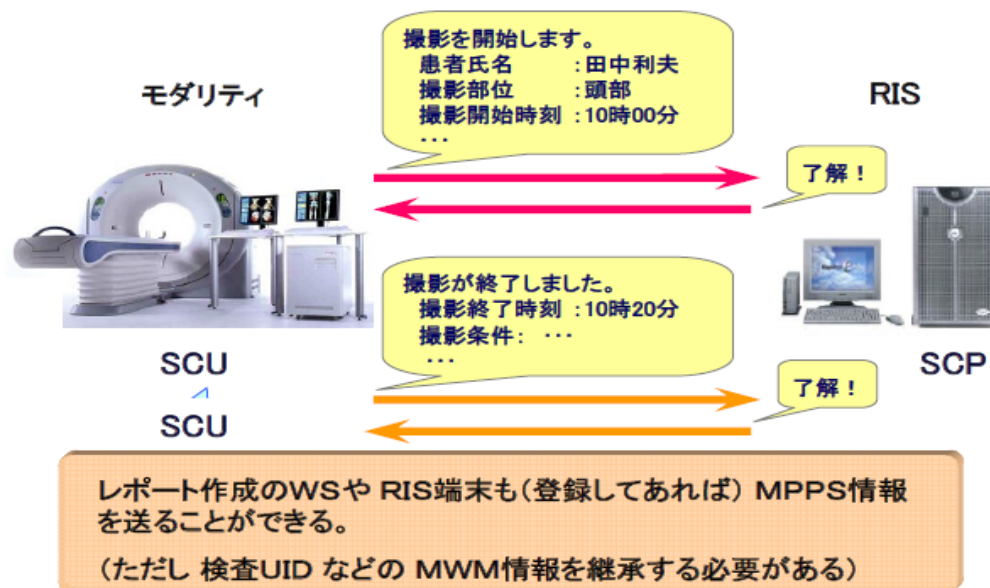 撮影を開始します。
患者氏名 :田中利夫
撮影部位 :頭部
撮影開始時刻 :10時00分
･･･
モダリティ
RIS
了解！
撮影が終了しました。
撮影終了時刻 :10時20分
撮影条件: ･･･
･･･
SCU
SCP
了解！
SCU
レポート作成のWSや RIS端末も(登録してあれば) MPPS情報
を送ることができる。
(ただし 検査UID などの MWM情報を継承する必要がある)